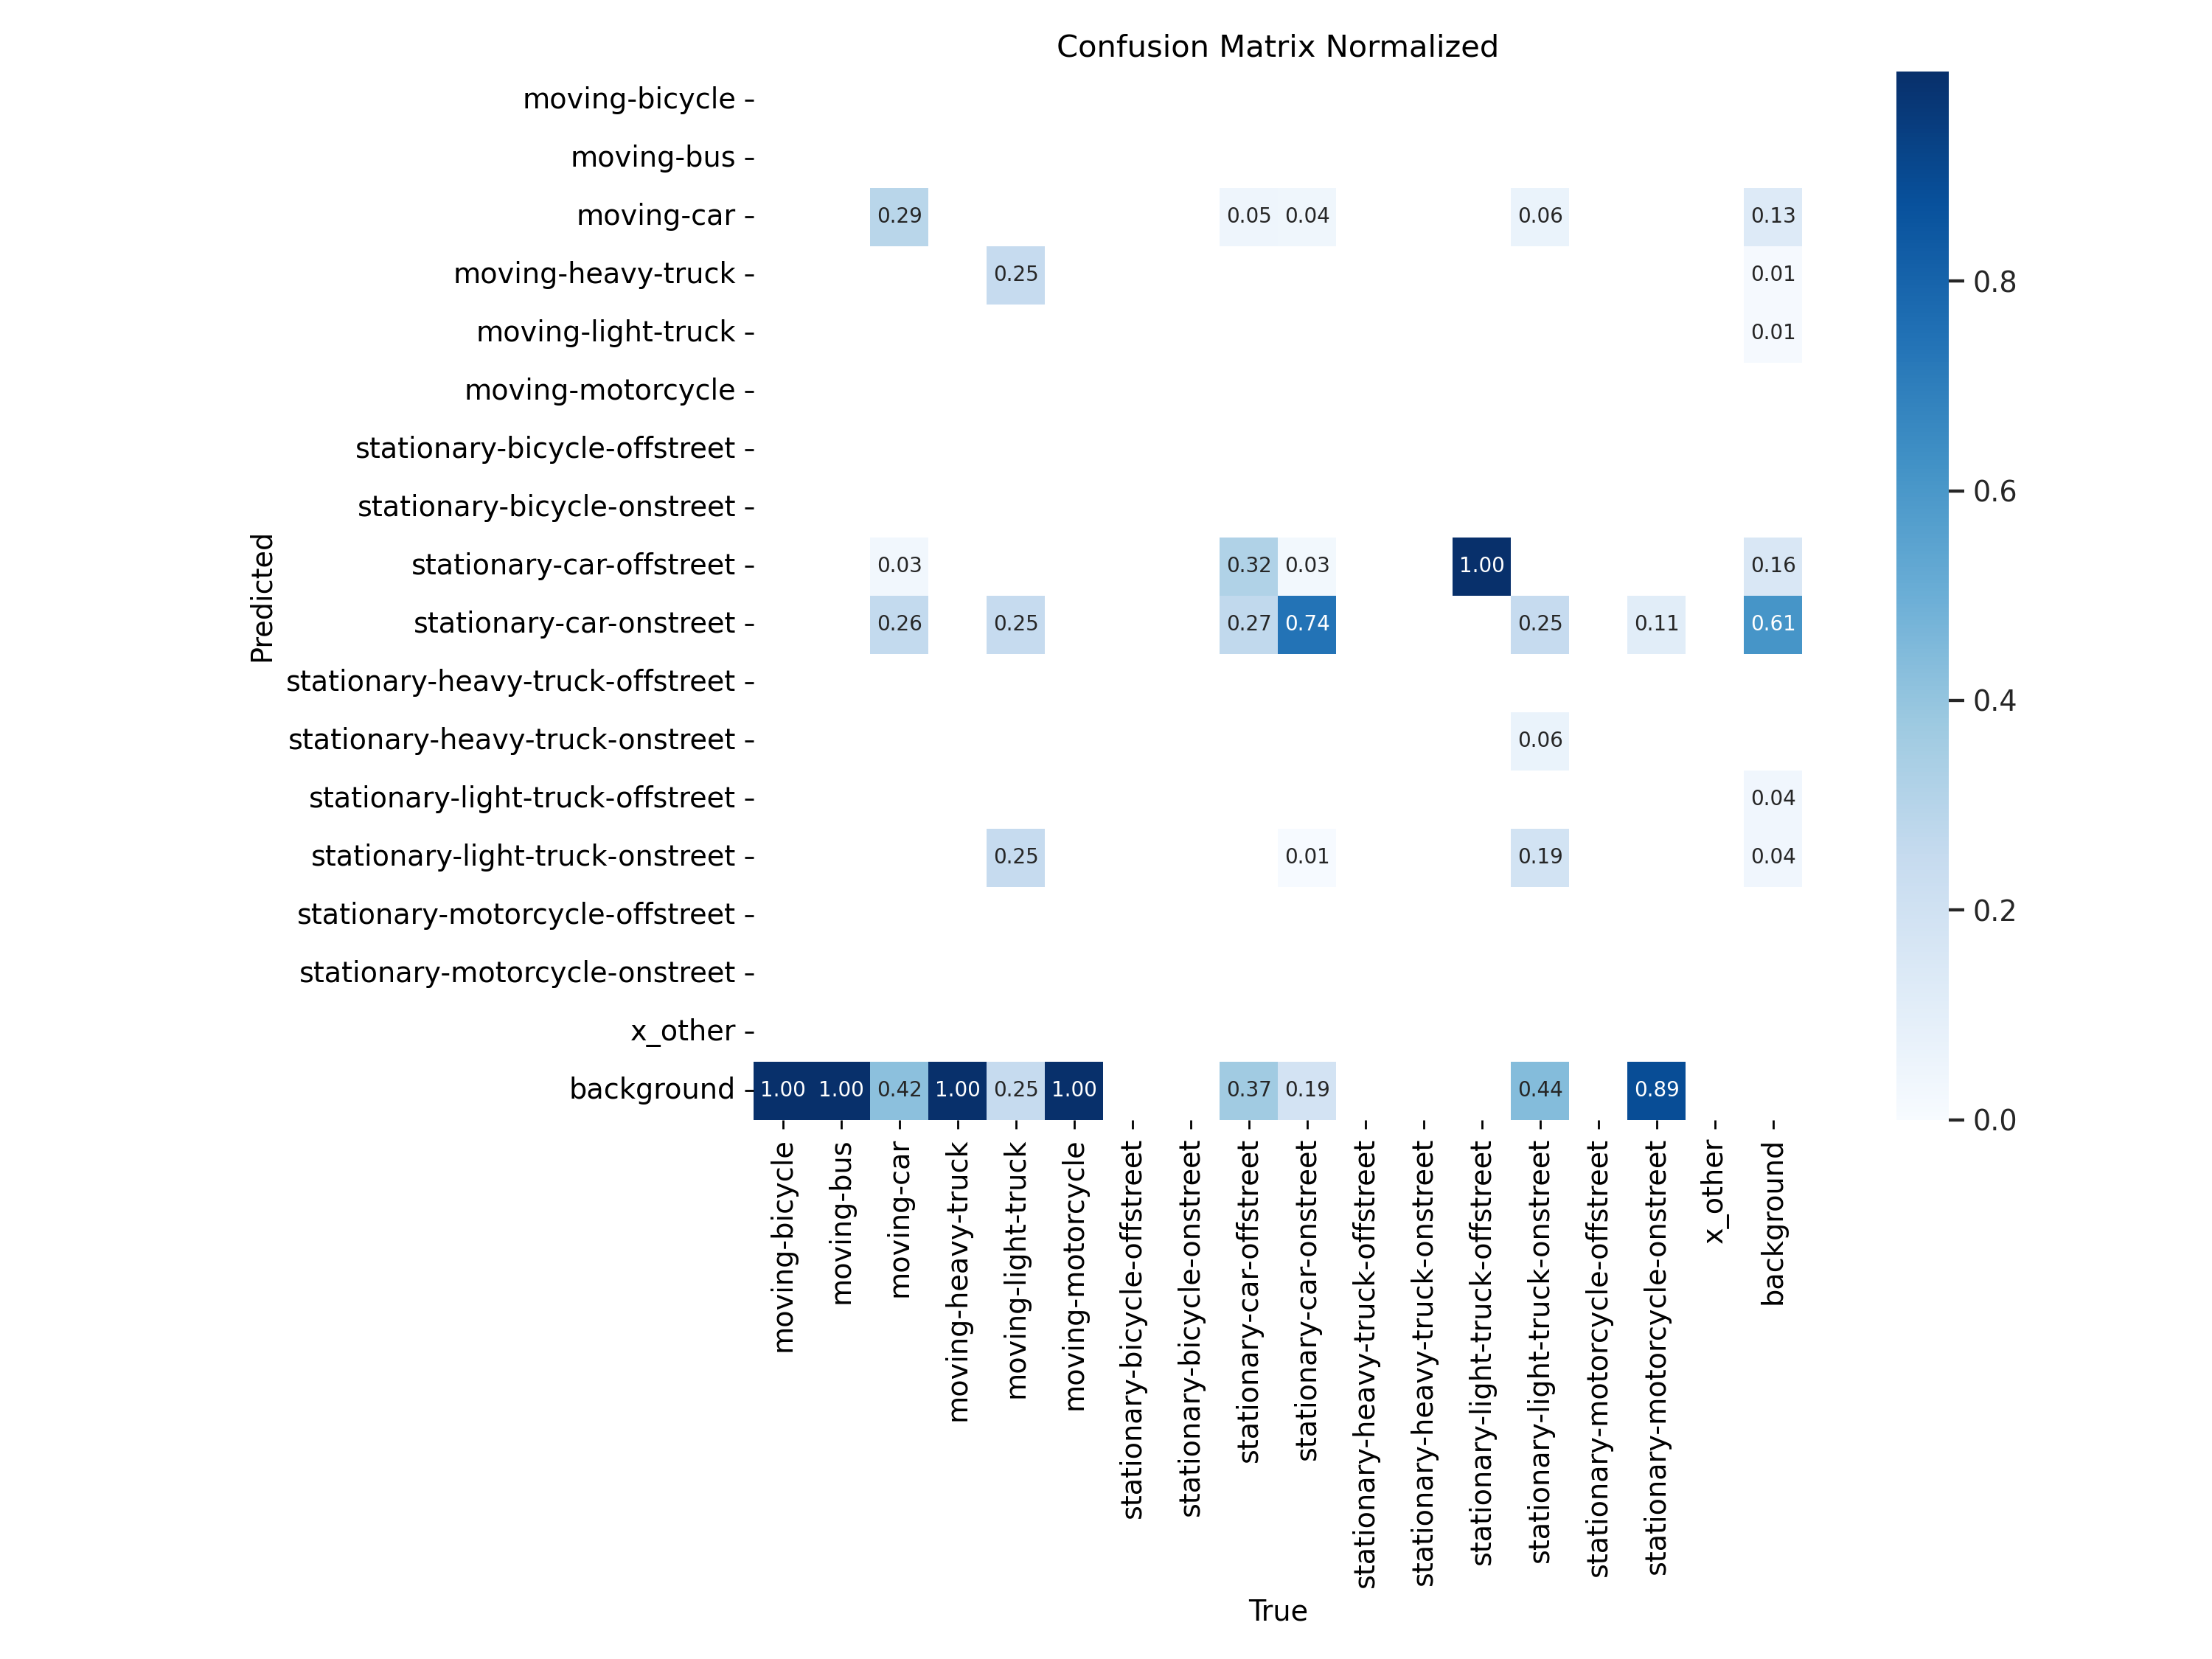 Confusion Matrix Normalized
Predicted
moving-bicycle
moving-bus
moving-car 0.29 0.05 0.04 0.06 0.13
moving-heavy-truck 0.25 0.01
moving-light-truck 0.01
moving-motorcycle
stationary-bicycle-offstreet
stationary-bicycle-onstreet
stationary-car-offstreet 0.03 0.32 0.03 1.00 0.16
stationary-car-onstreet 0.26 0.25 0.27 0.74 0.25 0.11 0.61
stationary-heavy-truck-offstreet
stationary-heavy-truck-onstreet 0.06
stationary-light-truck-offstreet 0.04
stationary-light-truck-onstreet 0.25 0.01 0.19 0.04
stationary-motorcycle-offstreet
stationary-motorcycle-onstreet
x_other
background 1.00 1.00 0.42 1.00 0.25 1.00 0.37 0.19 0.44 0.89
moving-bicycle
moving-bus
moving-car
moving-heavy-truck
moving-light-truck
moving-motorcycle
stationary-bicycle-offstreet
stationary-bicycle-onstreet
stationary-car-offstreet
stationary-car-onstreet
stationary-heavy-truck-offstreet
stationary-heavy-truck-onstreet
stationary-light-truck-offstreet
stationary-light-truck-onstreet
stationary-motorcycle-offstreet
stationary-motorcycle-onstreet
x_other
background
True
0.8
0.6
0.4
0.2
0.0